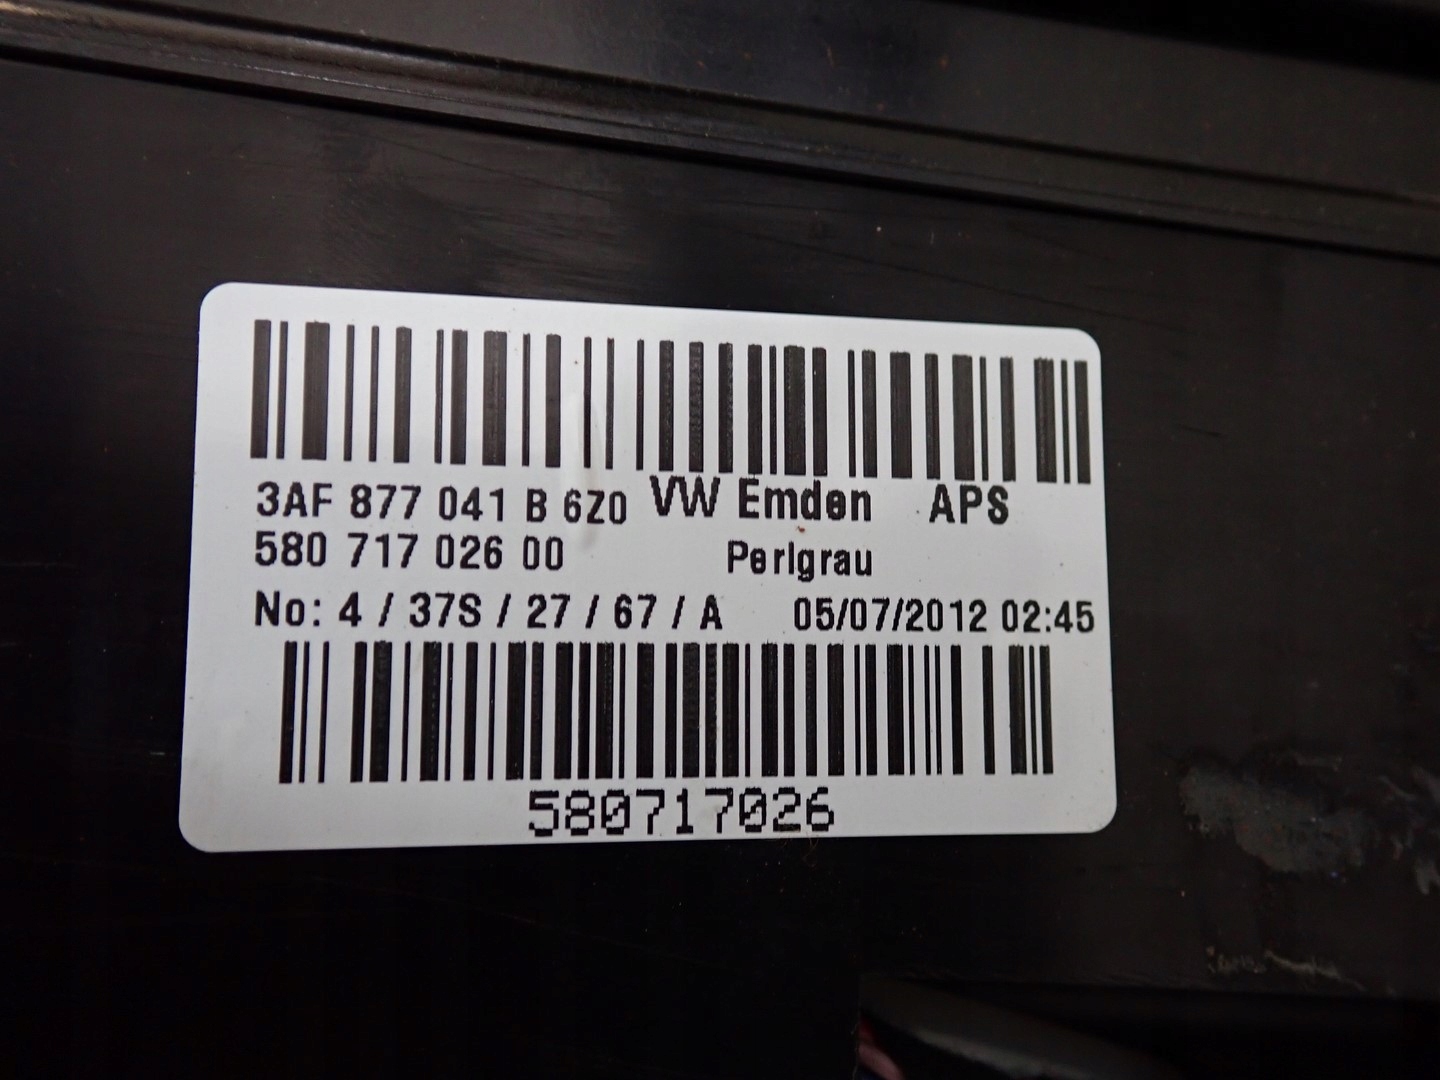 3AF 877 041 B 6Z0 VW Emden APS
580 717 026 00 Perlgrau
No: 4 / 37S / 27 / 67 / A 05/07/2012 02:45
580717026